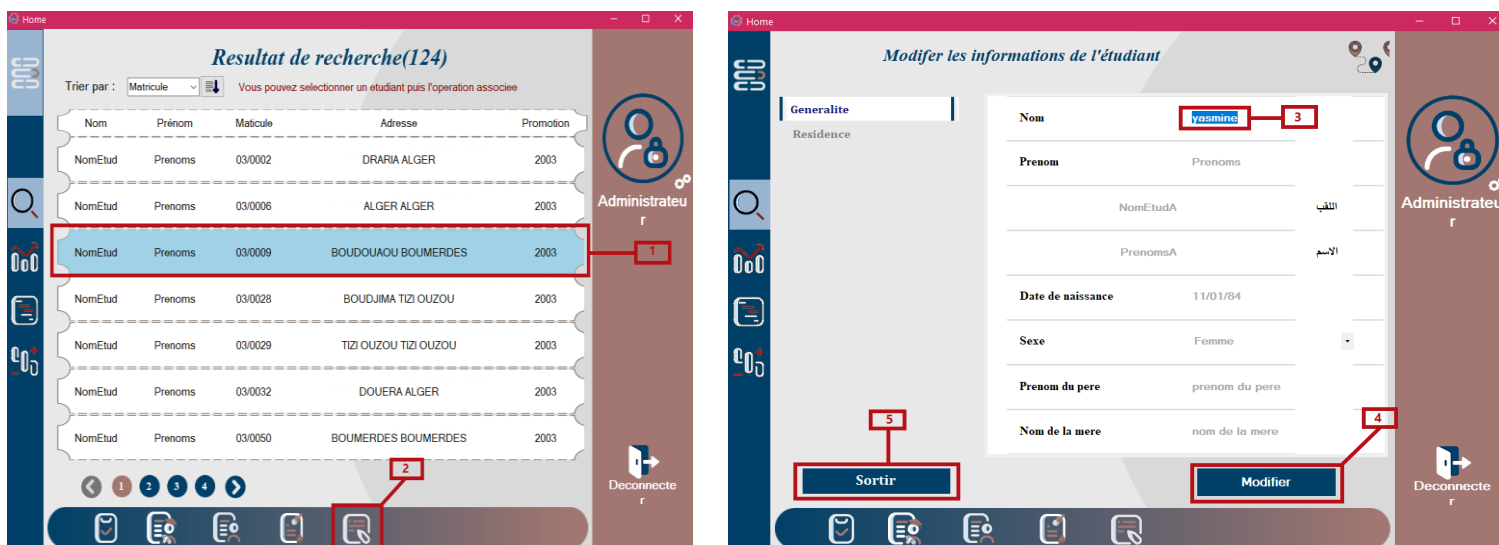 Home
Resultat de recherche(124)
Trier par : Matricule Vous pouvez selectionner un etudiant puis l'operation associee
Nom Prénom Maticule Adresse Promotion
NomEtud Prenoms 03/0002 DRARIA ALGER 2003
NomEtud Prenoms 03/0006 ALGER ALGER 2003
NomEtud Prenoms 03/0009 BOUDOUAOU BOUMERDES 2003
1
NomEtud Prenoms 03/0028 BOUDJIMA TIZI OUZOU 2003
NomEtud Prenoms 03/0029 TIZI OUZOU TIZI OUZOU 2003
NomEtud Prenoms 03/0032 DOUERA ALGER 2003
NomEtud Prenoms 03/0050 BOUMERDES BOUMERDES 2003
2
1 2 3 4
Administrateu
r
Deconnecte
r
Home
Modifer les informations de l'étudiant
Generalite
Residence
Nom yasmine 3
Prenom Prenoms
NomEtudA اللقب
PrenomsA الاسم
Date de naissance 11/01/84
Sexe Femme
Prenom du pere prenom du pere
Nom de la mere nom de la mere
4
5
Sortir
Modifier
Administrateu
r
Deconnecte
r